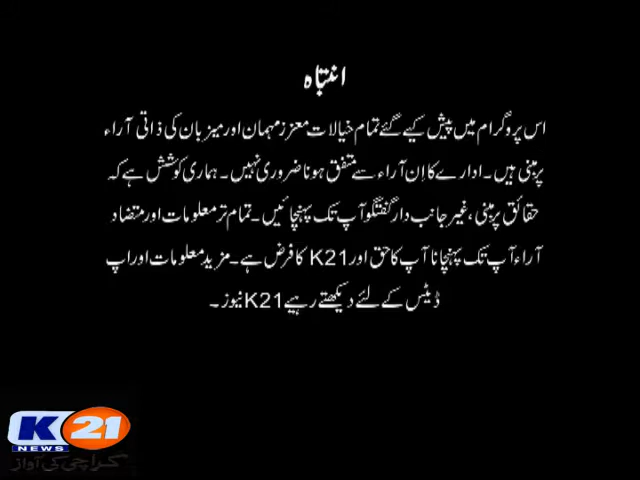 انتباہ
اس پروگرام میں پیش کیے گئے تمام خیالات معزز مہمان اور میزبان کی ذاتی آراء
پر مبنی ہیں۔ ادارے کا اِن آراء سے متفق ہونا ضروری نہیں۔ ہماری کوشش ہے کہ
حقائق پر مبنی، غیر جانب دار گفتگو آپ تک پہنچائیں۔ تمام تر معلومات اور متضاد
آراء آپ تک پہنچانا آپ کا حق اور K21 کا فرض ہے۔ مزید معلومات اور اپ
ڈیٹس کے لئے دیکھتے رہیے K21 نیوز۔
K21
NEWS
کراچی کی آواز